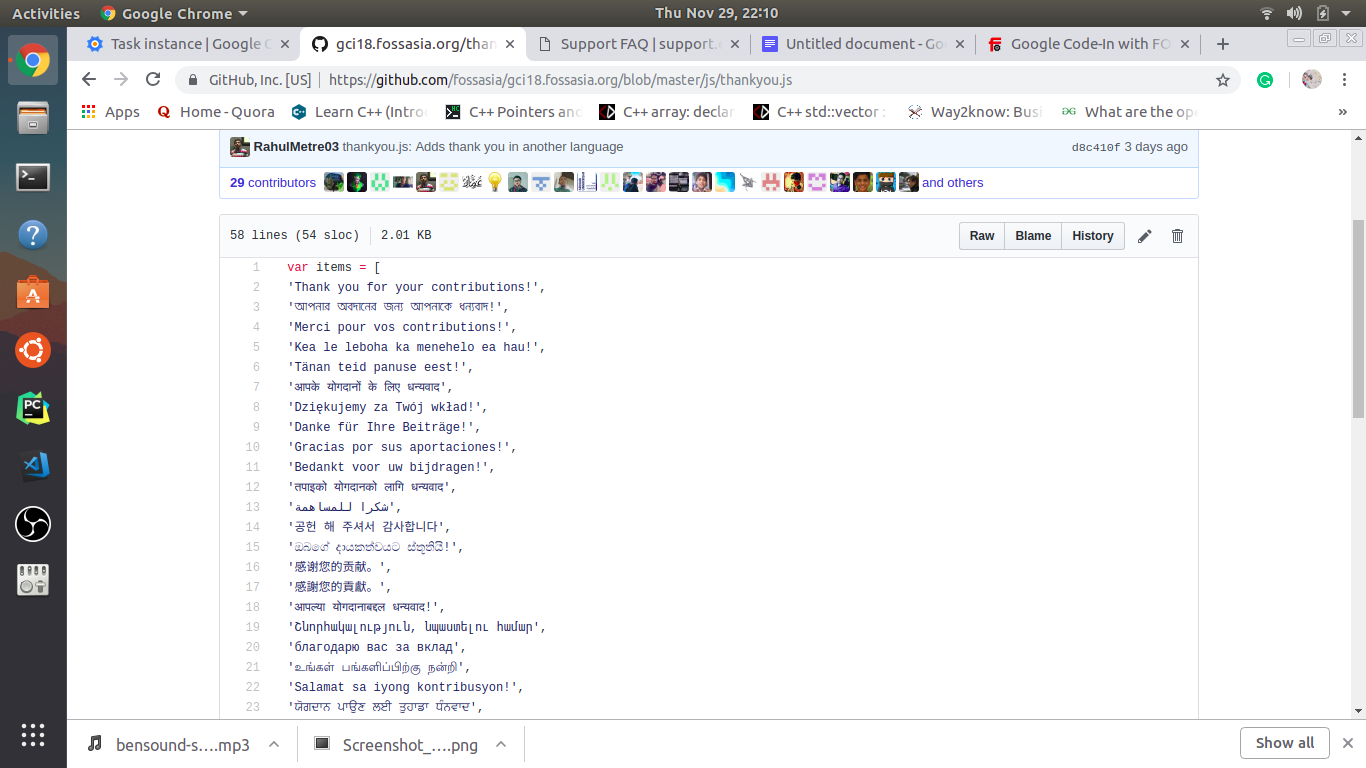 Activities Google Chrome Thu Nov 29, 22:10
Task instance | Google C gci18.fossasia.org/than Support FAQ | support. Untitled document - Go Google Code-In with FO
GitHub, Inc. [US] https://github.com/fossasia/gci18.fossasia.org/blob/master/js/thankyou.js
Apps Home - Quora Learn C++ (Intro C++ Pointers and C++ array: declar C++ std::vector : Way2know: Busi What are the ope »
RahulMetre03 thankyou.js: Adds thank you in another language d8c410f 3 days ago
29 contributors and others
58 lines (54 sloc) 2.01 KB Raw Blame History
1 var items = [
2 'Thank you for your contributions!',
3 'আপনার অবদানের জন্য আপনাকে ধন্যবাদ!',
4 'Merci pour vos contributions!',
5 'Kea le leboha ka menehelo ea hau!',
6 'Tänan teid panuse eest!',
7 'आपके योगदानों के लिए धन्यवाद',
8 'Dziękujemy za Twój wkład!',
9 'Danke für Ihre Beiträge!',
10 'Gracias por sus aportaciones!',
11 'Bedankt voor uw bijdragen!',
12 'तपाइको योगदानको लागि धन्यवाद',
13 'شكرا للمساهمة',
14 '공헌 해 주셔서 감사합니다',
15 'ඔබගේ දායකත්වයට ස්තූතියි!',
16 '感谢您的贡献。',
17 '感謝您的貢獻。',
18 'आपल्या योगदानाबद्दल धन्यवाद!',
19 'Շնորհակալություն, նպաստելու համար',
20 'благодарю вас за вклад',
21 'உங்கள் பங்களிப்பிற்கு நன்றி',
22 'Salamat sa iyong kontribusyon!',
23 'ਯੋਗਦਾਨ ਪਾਉਣ ਲਈ ਤੁਹਾਡਾ ਧੰਨਵਾਦ',
bensound-s....mp3 Screenshot_....png Show all